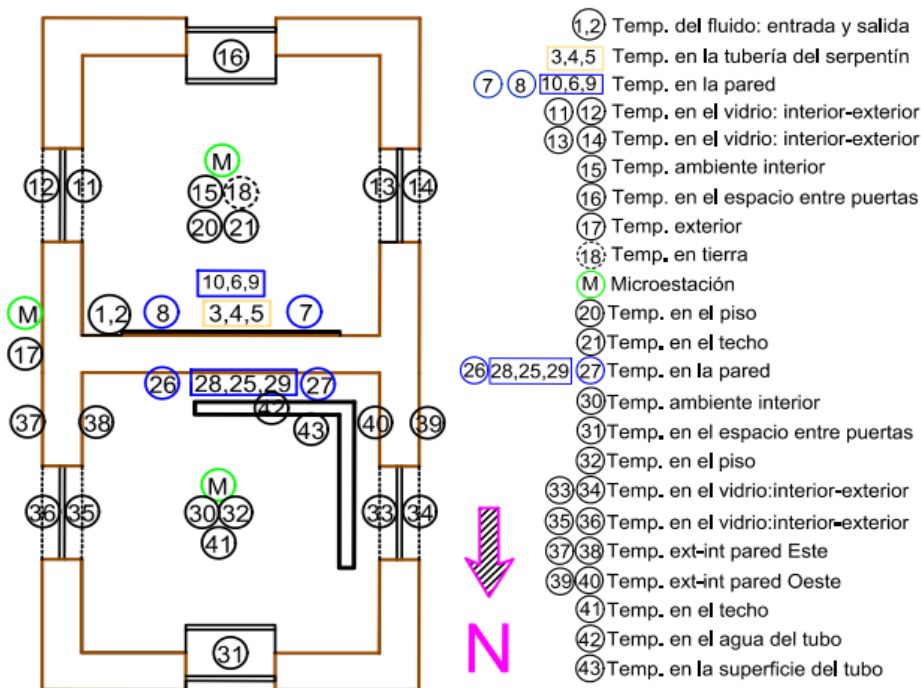 16
12 11 M 13 14
15 18
20 21
10,6,9
M 1,2 8 3,4,5 7
17
26 28,25,29 27
42
37 38 43 40 39
M
36 35 30 32 33 34
41
31
N
1,2 Temp. del fluido: entrada y salida
3,4,5 Temp. en la tubería del serpentín
7 8 10,6,9 Temp. en la pared
11 12 Temp. en el vidrio: interior-exterior
13 14 Temp. en el vidrio: interior-exterior
15 Temp. ambiente interior
16 Temp. en el espacio entre puertas
17 Temp. exterior
18 Temp. en tierra
M Microestación
20 Temp. en el piso
21 Temp. en el techo
26 28,25,29 27 Temp. en la pared
30 Temp. ambiente interior
31 Temp. en el espacio entre puertas
32 Temp. en el piso
33 34 Temp. en el vidrio:interior-exterior
35 36 Temp. en el vidrio:interior-exterior
37 38 Temp. ext-int pared Este
39 40 Temp. ext-int pared Oeste
41 Temp. en el techo
42 Temp. en el agua del tubo
43 Temp. en la superficie del tubo